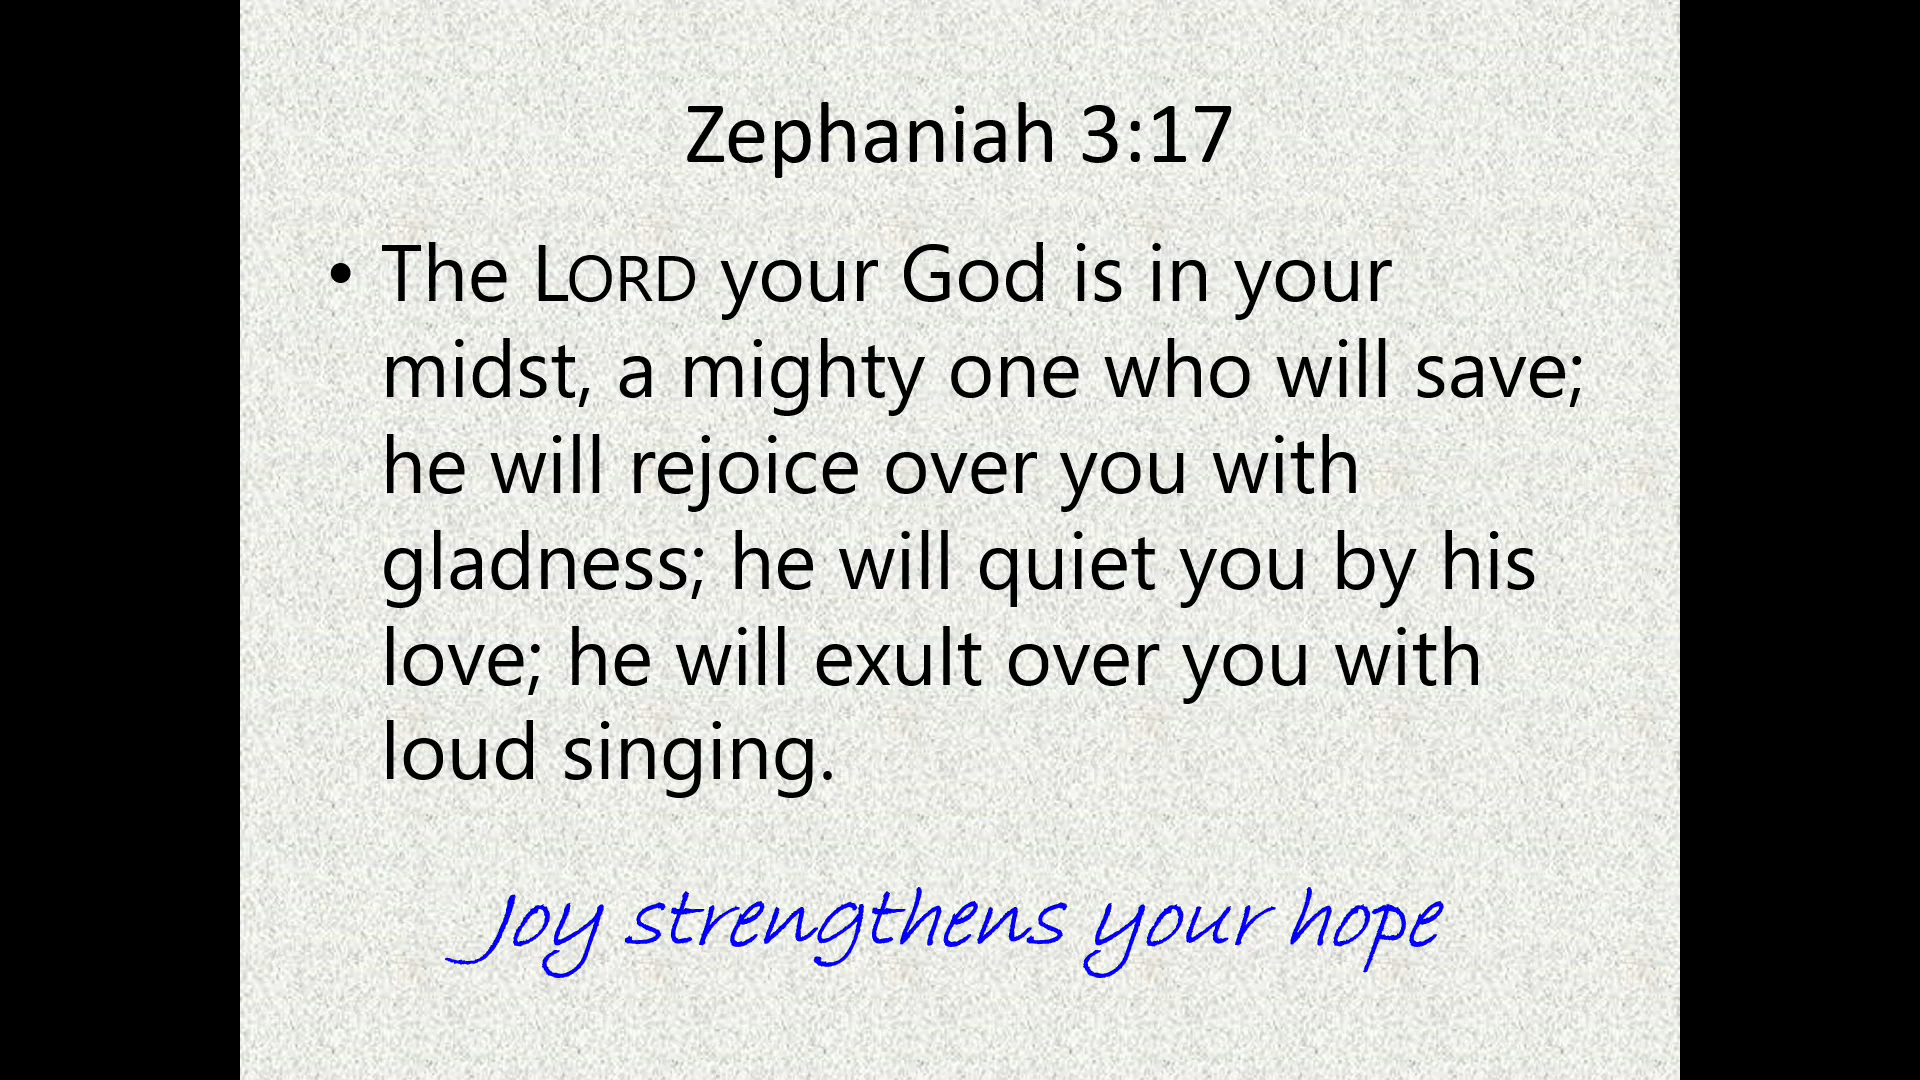 Zephaniah 3:17
• The LORD your God is in your
midst, a mighty one who will save;
he will rejoice over you with
gladness; he will quiet you by his
love; he will exult over you with
loud singing.
Joy strengthens your hope